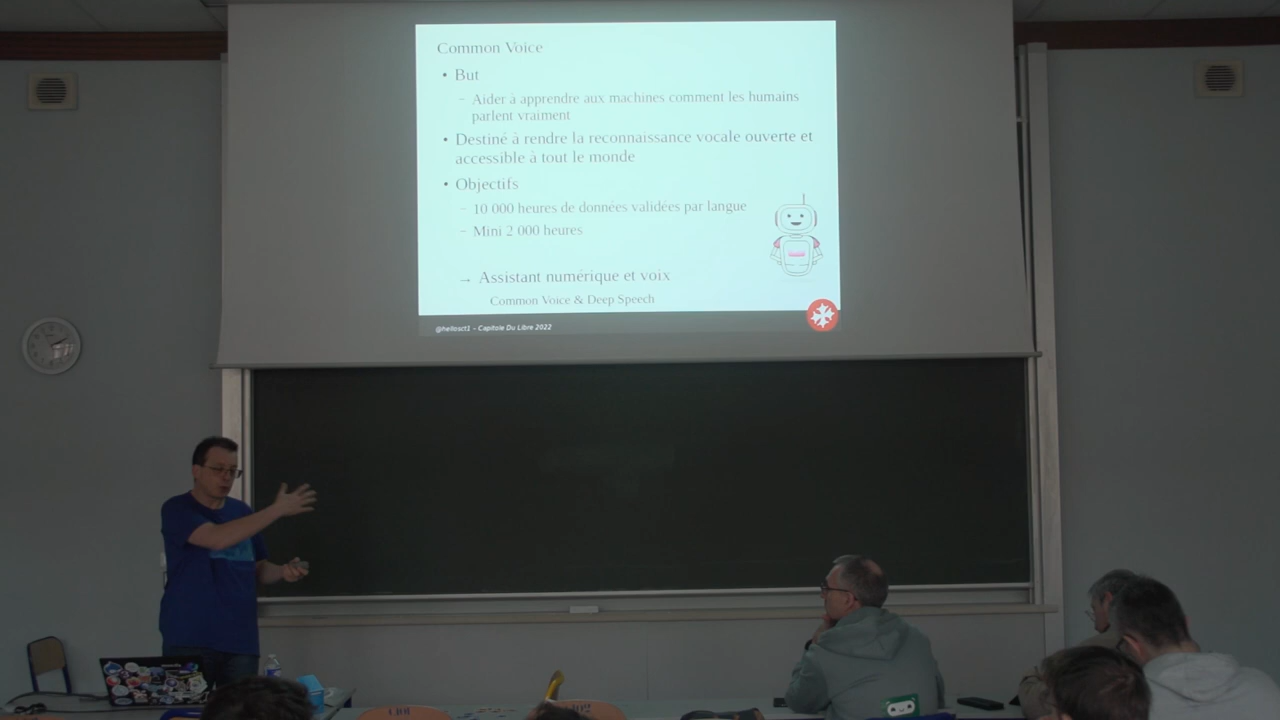 Common Voice
• But
– Aider à apprendre aux machines comment les humains
parlent vraiment
• Destiné à rendre la reconnaissance vocale ouverte et
accessible à tout le monde
• Objectifs
– 10 000 heures de données validées par langue
– Mini 2 000 heures
→ Assistant numérique et voix
Common Voice & Deep Speech
@hellosct1 – Capitole Du Libre 2022